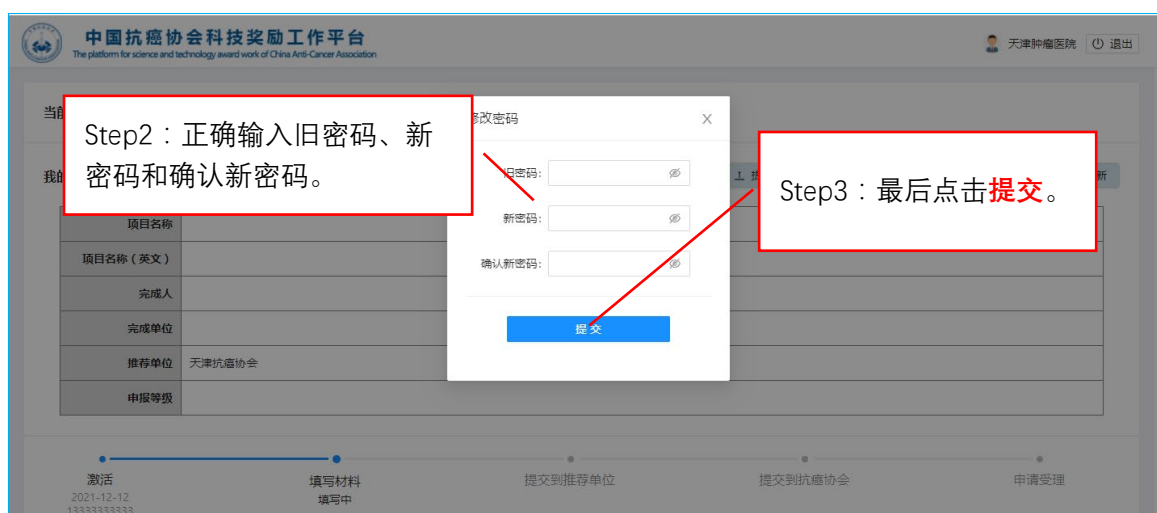 中国抗癌协会科技奖励工作平台
The platform for science and technology award work of China Anti-Cancer Association
天津肿瘤医院 退出
当前
修改密码 X
Step2：正确输入旧密码、新
密码和确认新密码。
我的
旧密码:
Step3：最后点击提交。
新
项目名称
新密码:
项目名称（英文）
确认新密码:
完成人
完成单位
提交
推荐单位 天津抗癌协会
申报等级
激活 填写材料 提交到推荐单位 提交到抗癌协会 申请受理
2021-12-12 填写中
13333333333